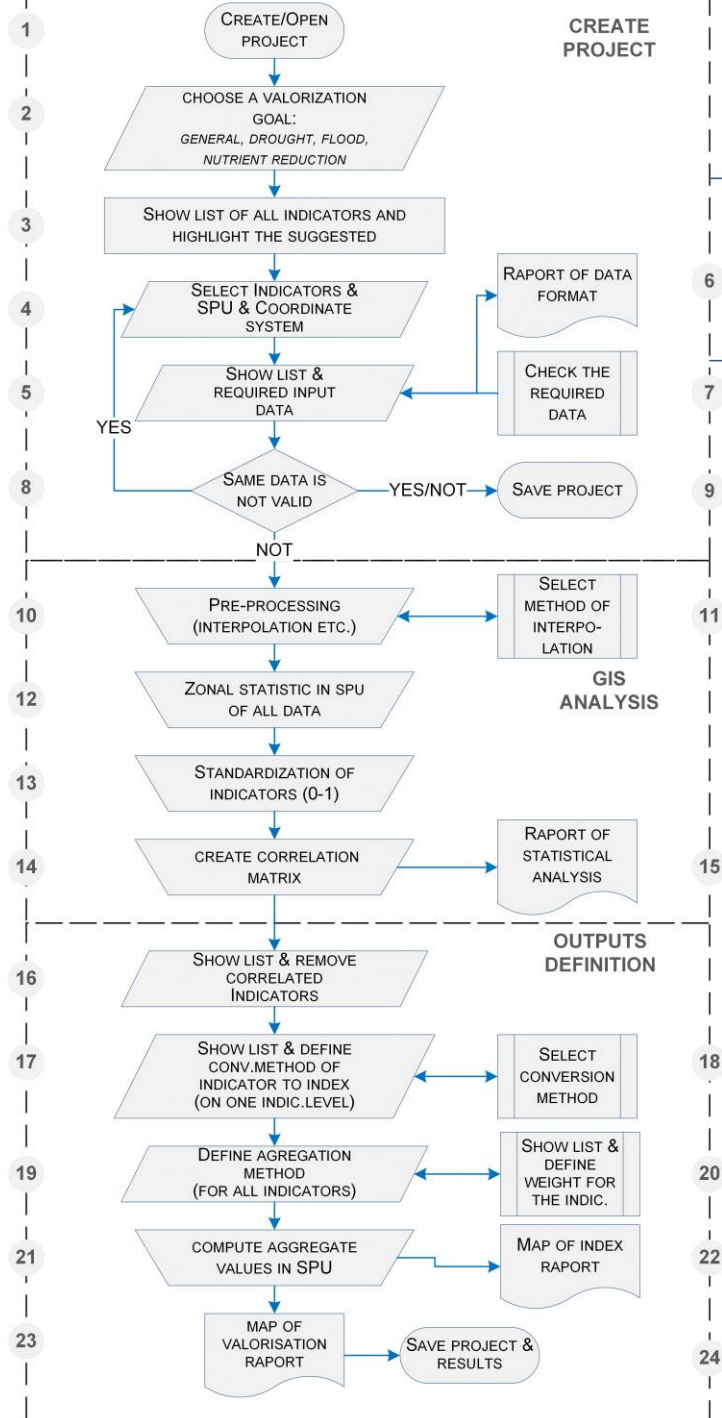 1
CREATE/OPEN
PROJECT
CREATE
PROJECT
2
CHOOSE A VALORIZATION
GOAL:
GENERAL, DROUGHT, FLOOD,
NUTRIENT REDUCTION
3
SHOW LIST OF ALL INDICATORS AND
HIGHLIGHT THE SUGGESTED
4
SELECT INDICATORS &
SPU & COORDINATE
SYSTEM
RAPORT OF DATA
FORMAT
6
5
SHOW LIST &
REQUIRED INPUT
DATA
CHECK THE
REQUIRED
DATA
7
YES
8
SAME DATA IS
NOT VALID
YES/NOT
SAVE PROJECT
9
NOT
10
PRE-PROCESSING
(INTERPOLATION ETC.)
SELECT
METHOD OF
INTERPO-
LATION
11
GIS
ANALYSIS
12
ZONAL STATISTIC IN SPU
OF ALL DATA
13
STANDARDIZATION OF
INDICATORS (0-1)
14
CREATE CORRELATION
MATRIX
RAPORT OF
STATISTICAL
ANALYSIS
15
OUTPUTS
DEFINITION
16
SHOW LIST & REMOVE
CORRELATED
INDICATORS
17
SHOW LIST & DEFINE
CONV.METHOD OF
INDICATOR TO INDEX
(ON ONE INDIC.LEVEL)
SELECT
CONVERSION
METHOD
18
19
DEFINE AGREGATION
METHOD
(FOR ALL INDICATORS)
SHOW LIST &
DEFINE
WEIGHT FOR
THE INDIC.
20
21
COMPUTE AGGREGATE
VALUES IN SPU
MAP OF INDEX
RAPORT
22
23
MAP OF
VALORISATION
RAPORT
SAVE PROJECT &
RESULTS
24